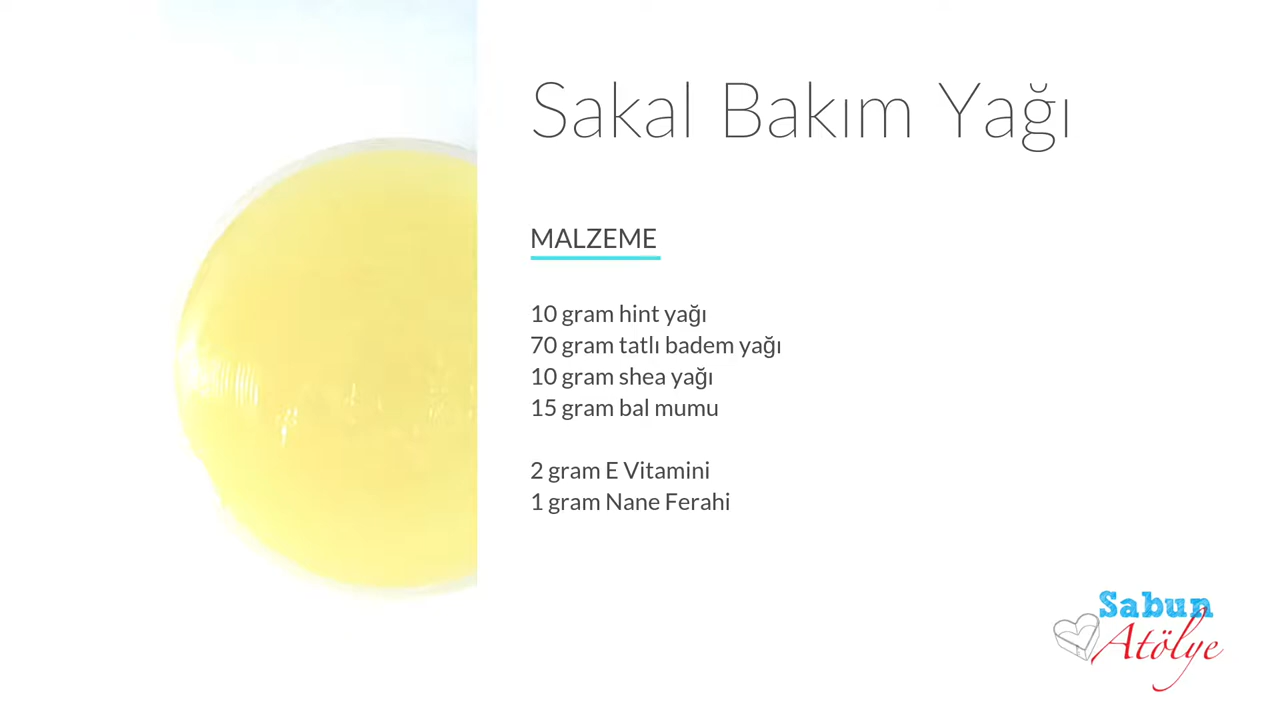 Sakal Bakım Yağı
MALZEME
10 gram hint yağı
70 gram tatlı badem yağı
10 gram shea yağı
15 gram bal mumu
2 gram E Vitamini
1 gram Nane Ferahi
Sabun
Atölye